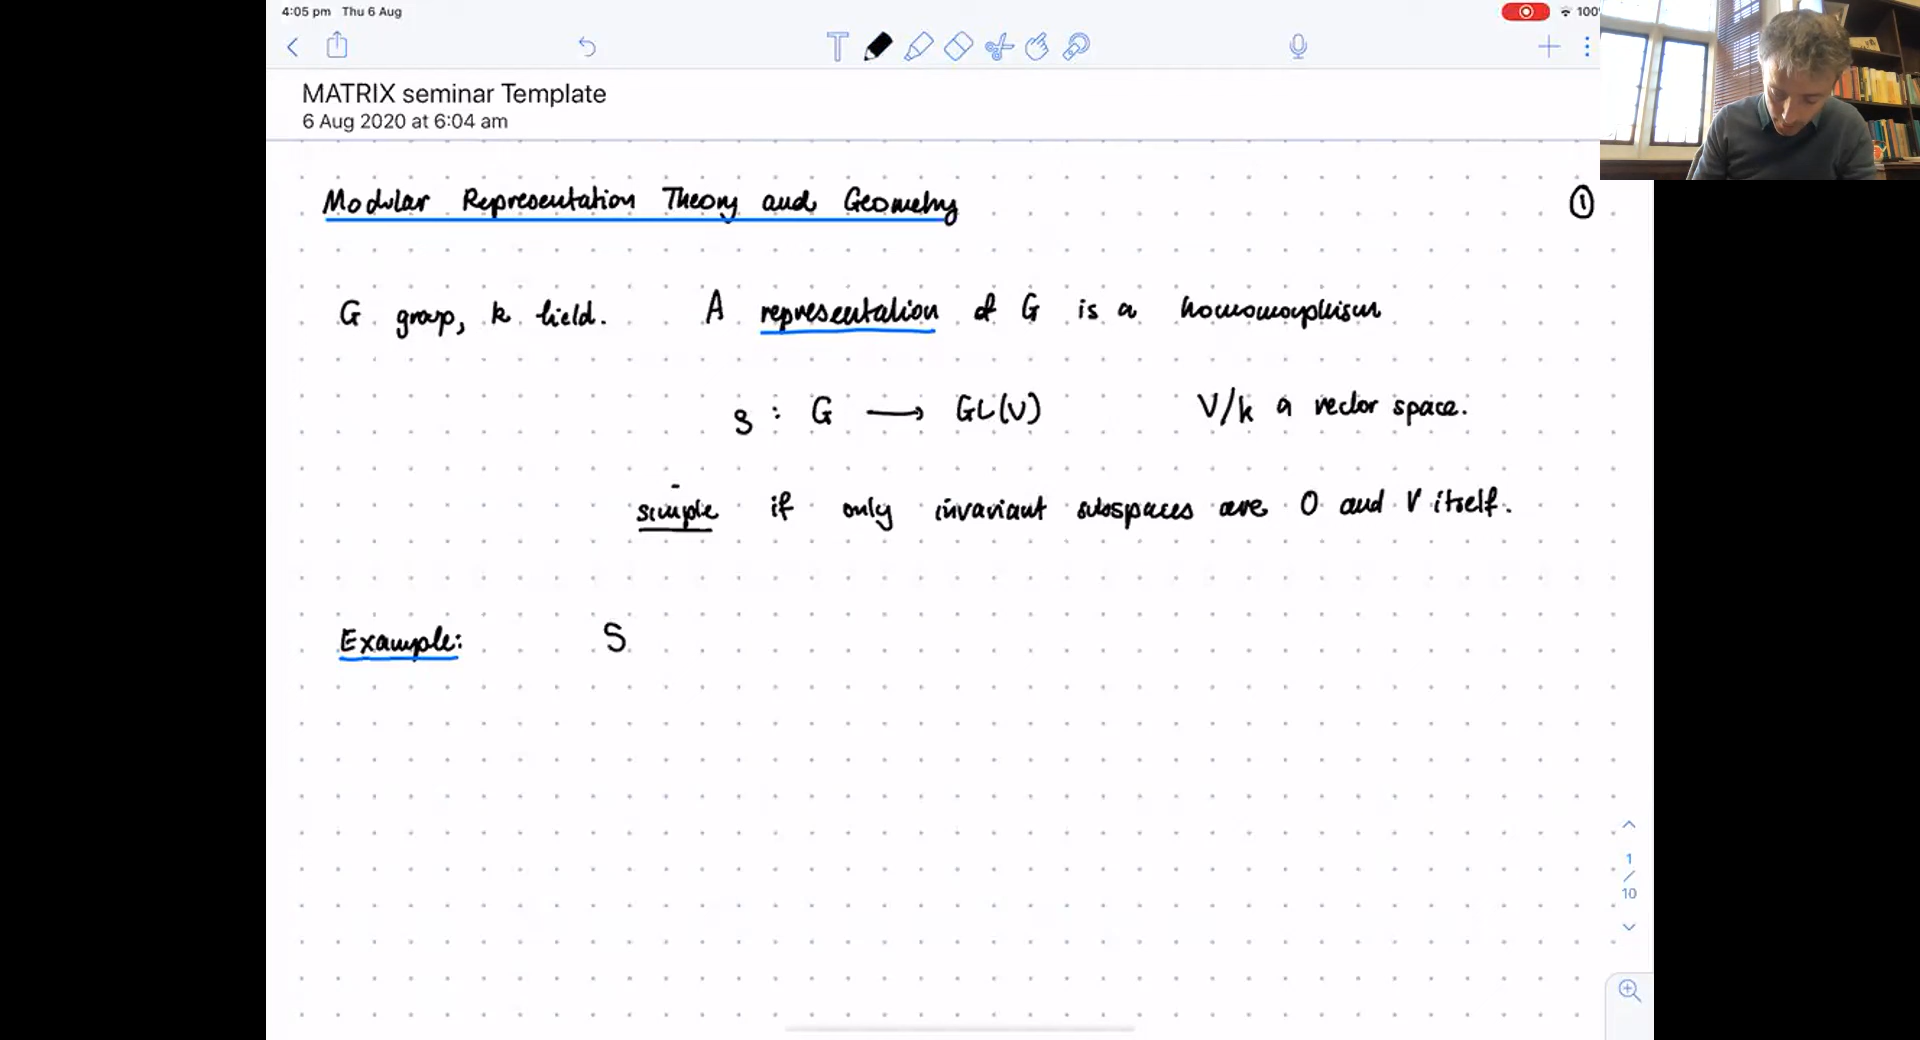 4:05 pm Thu 6 Aug
100
MATRIX seminar Template
6 Aug 2020 at 6:04 am
Modular Representation Theory and Geometry
①
G group, k field. A representation of G is a homomorphism
ρ : G → GL(V) V/k a vector space.
simple if only invariant subspaces are 0 and V itself.
Example: S
1
/
10